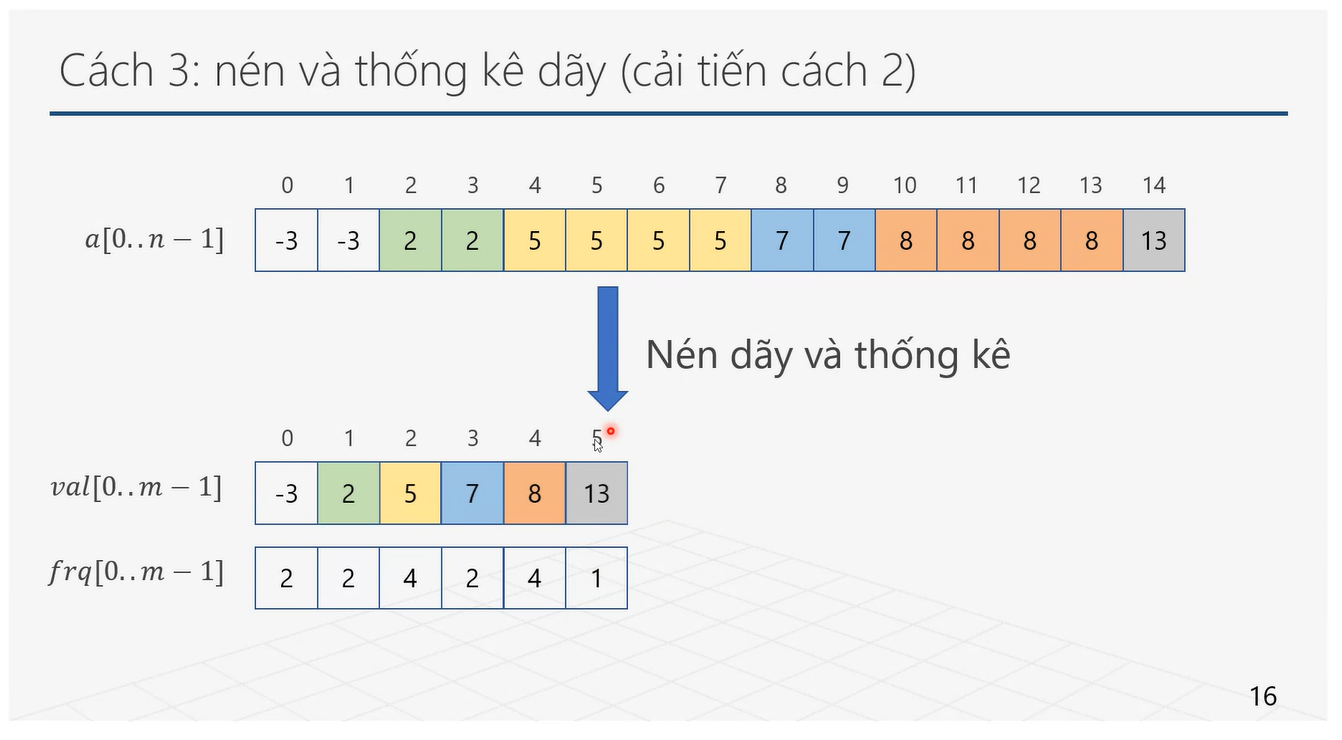 Cách 3: nén và thống kê dãy (cải tiến cách 2)
0 1 2 3 4 5 6 7 8 9 10 11 12 13 14
a[0..n − 1] -3 -3 2 2 5 5 5 5 7 7 8 8 8 8 13
Nén dãy và thống kê
0 1 2 3 4 5
val[0..m − 1] -3 2 5 7 8 13
frq[0..m − 1] 2 2 4 2 4 1
16